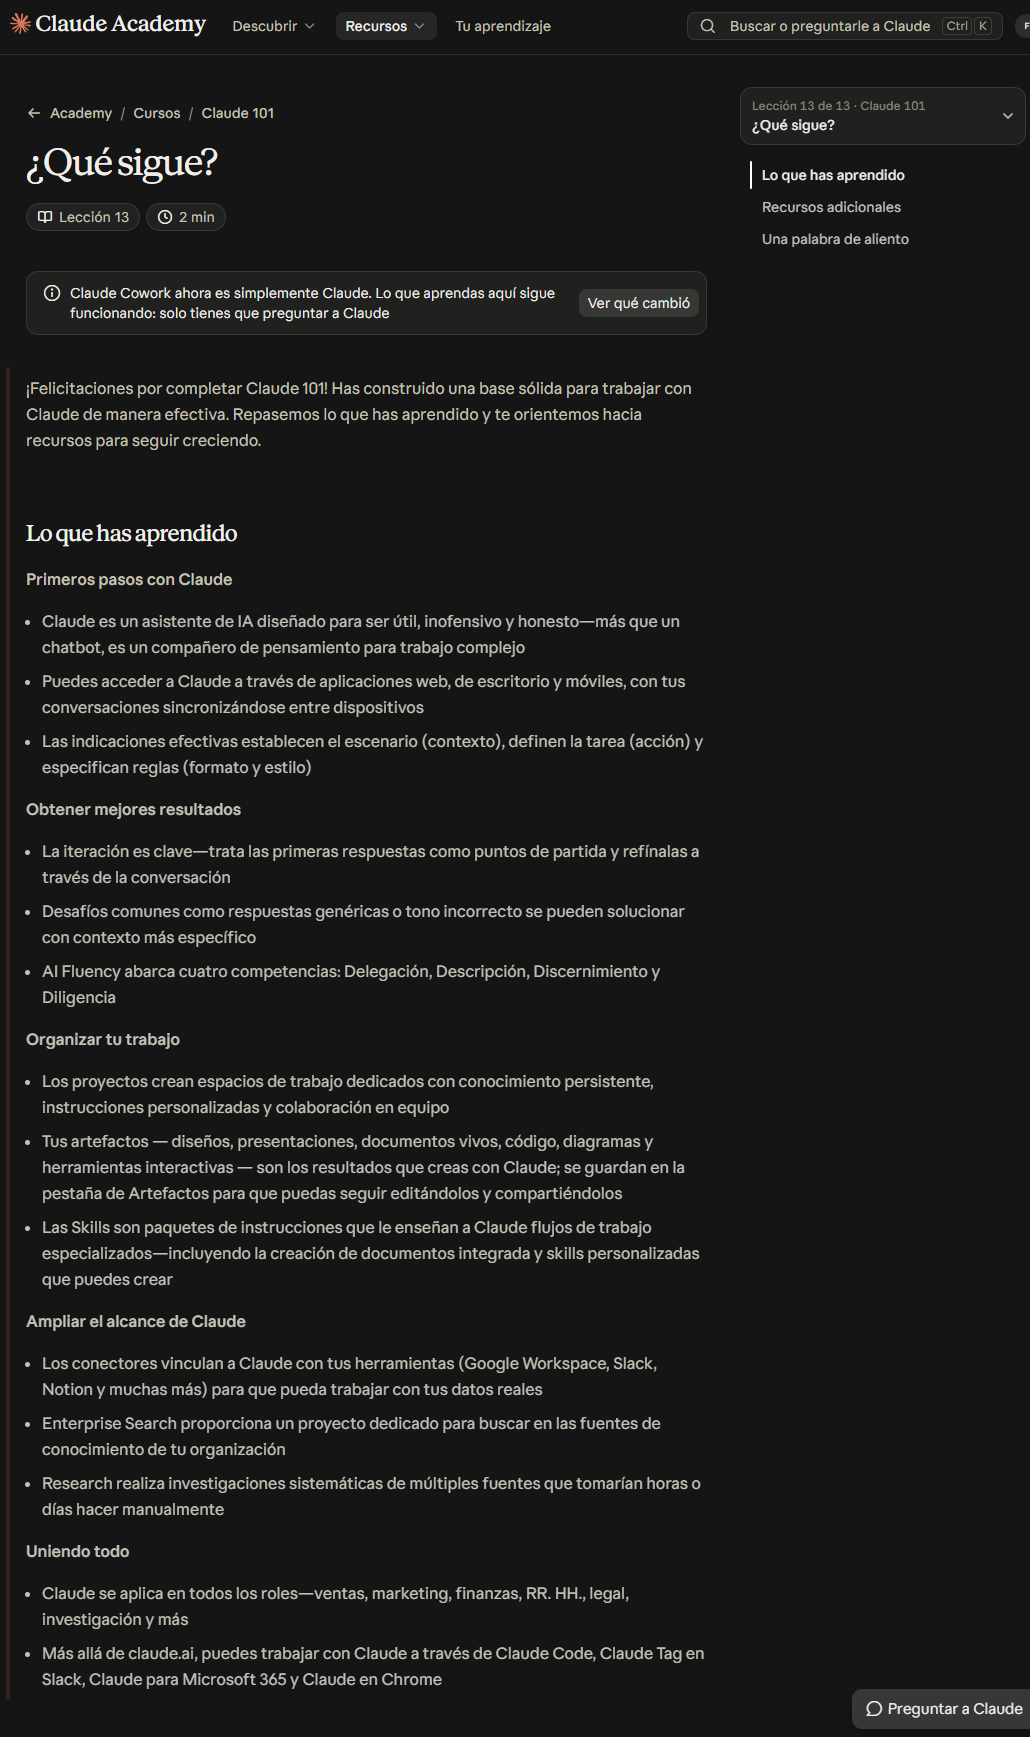 Claude Academy
Descubrir
Recursos
Tu aprendizaje
Buscar o preguntarle a Claude
Ctrl K
F
← Academy / Cursos / Claude 101
¿Qué sigue?
Lección 13
2 min
Lección 13 de 13 · Claude 101
¿Qué sigue?
Lo que has aprendido
Recursos adicionales
Una palabra de aliento
Claude Cowork ahora es simplemente Claude. Lo que aprendas aquí sigue
funcionando: solo tienes que preguntar a Claude
Ver qué cambió
¡Felicitaciones por completar Claude 101! Has construido una base sólida para trabajar con
Claude de manera efectiva. Repasemos lo que has aprendido y te orientemos hacia
recursos para seguir creciendo.
Lo que has aprendido
Primeros pasos con Claude
• Claude es un asistente de IA diseñado para ser útil, inofensivo y honesto—más que un
chatbot, es un compañero de pensamiento para trabajo complejo
• Puedes acceder a Claude a través de aplicaciones web, de escritorio y móviles, con tus
conversaciones sincronizándose entre dispositivos
• Las indicaciones efectivas establecen el escenario (contexto), definen la tarea (acción) y
especifican reglas (formato y estilo)
Obtener mejores resultados
• La iteración es clave—trata las primeras respuestas como puntos de partida y refínalas a
través de la conversación
• Desafíos comunes como respuestas genéricas o tono incorrecto se pueden solucionar
con contexto más específico
• AI Fluency abarca cuatro competencias: Delegación, Descripción, Discernimiento y
Diligencia
Organizar tu trabajo
• Los proyectos crean espacios de trabajo dedicados con conocimiento persistente,
instrucciones personalizadas y colaboración en equipo
• Tus artefactos — diseños, presentaciones, documentos vivos, código, diagramas y
herramientas interactivas — son los resultados que creas con Claude; se guardan en la
pestaña de Artefactos para que puedas seguir editándolos y compartiéndolos
• Las Skills son paquetes de instrucciones que le enseñan a Claude flujos de trabajo
especializados—incluyendo la creación de documentos integrada y skills personalizadas
que puedes crear
Ampliar el alcance de Claude
• Los conectores vinculan a Claude con tus herramientas (Google Workspace, Slack,
Notion y muchas más) para que pueda trabajar con tus datos reales
• Enterprise Search proporciona un proyecto dedicado para buscar en las fuentes de
conocimiento de tu organización
• Research realiza investigaciones sistemáticas de múltiples fuentes que tomarían horas o
días hacer manualmente
Uniendo todo
• Claude se aplica en todos los roles—ventas, marketing, finanzas, RR. HH., legal,
investigación y más
• Más allá de claude.ai, puedes trabajar con Claude a través de Claude Code, Claude Tag en
Slack, Claude para Microsoft 365 y Claude en Chrome
Preguntar a Claude